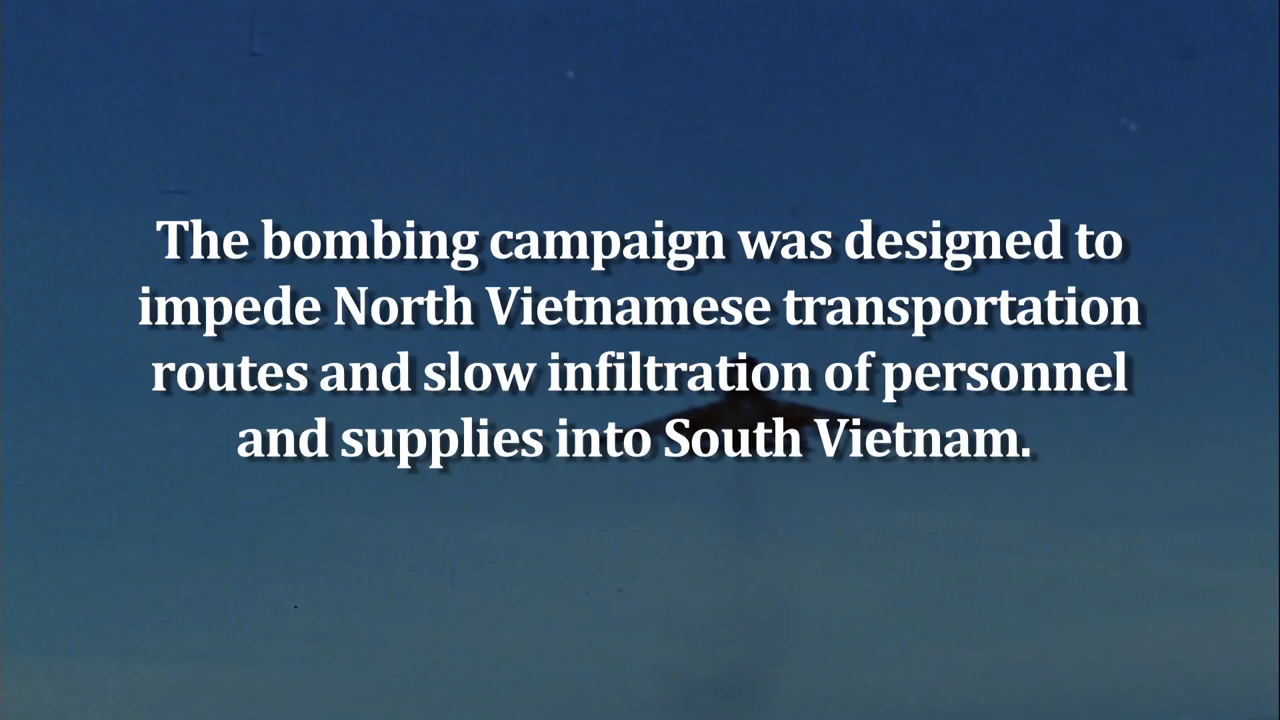 The bombing campaign was designed to
impede North Vietnamese transportation
routes and slow infiltration of personnel
and supplies into South Vietnam.